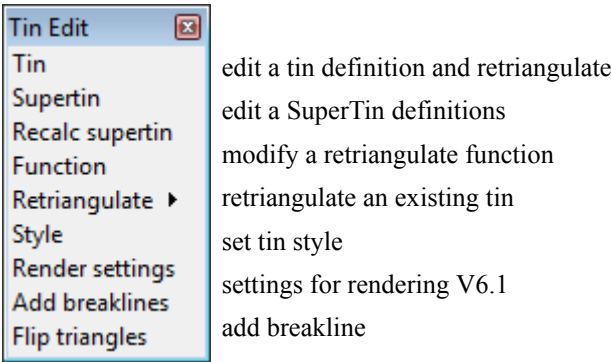 Tin Edit
Tin
Supertin
Recalc supertin
Function
Retriangulate
Style
Render settings
Add breaklines
Flip triangles
edit a tin definition and retriangulate
edit a SuperTin definitions
modify a retriangulate function
retriangulate an existing tin
set tin style
settings for rendering V6.1
add breakline